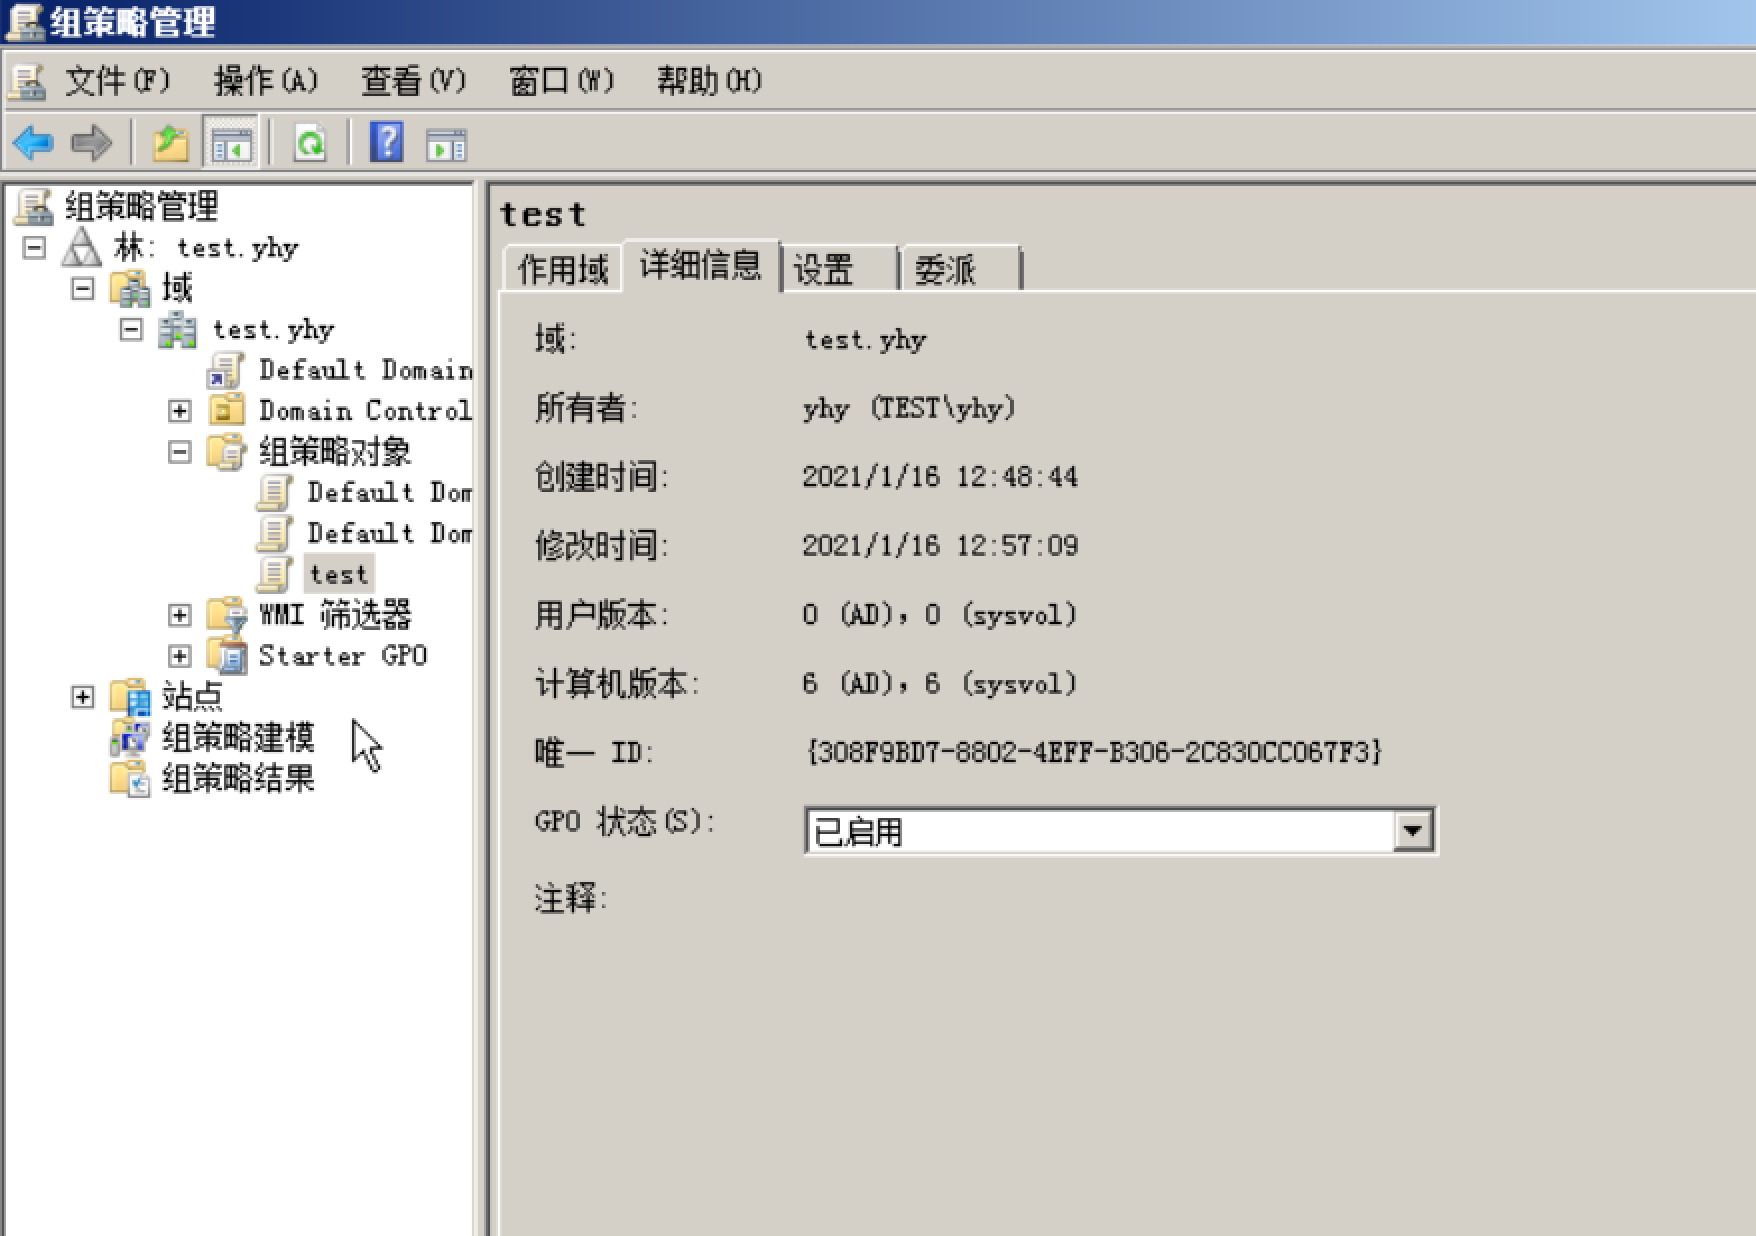 组策略管理
文件(F) 操作(A) 查看(V) 窗口(W) 帮助(H)
组策略管理
林: test.yhy
域
test.yhy
Default Domain
Domain Control
组策略对象
Default Dom
Default Dom
test
WMI 筛选器
Starter GPO
站点
组策略建模
组策略结果
test
作用域 详细信息 设置 委派
域: test.yhy
所有者: yhy (TEST\yhy)
创建时间: 2021/1/16 12:48:44
修改时间: 2021/1/16 12:57:09
用户版本: 0 (AD), 0 (sysvol)
计算机版本: 6 (AD), 6 (sysvol)
唯一 ID: {308F9BD7-8802-4EFF-B306-2C830CC067F3}
GPO 状态(S): 已启用
注释: